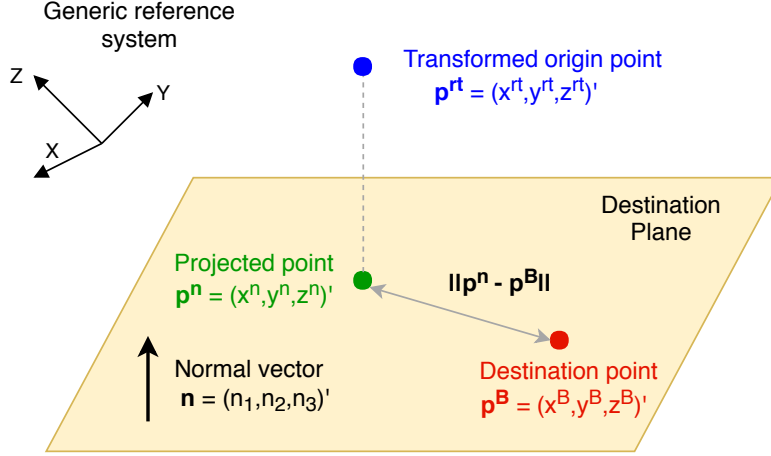 Generic reference
system
Z
Y
X
Transformed origin point
p^rt = (x^rt,y^rt,z^rt)'
Destination
Plane
Projected point
p^n = (x^n,y^n,z^n)'
||p^n - p^B||
Normal vector
n = (n₁,n₂,n₃)'
Destination point
p^B = (x^B,y^B,z^B)'